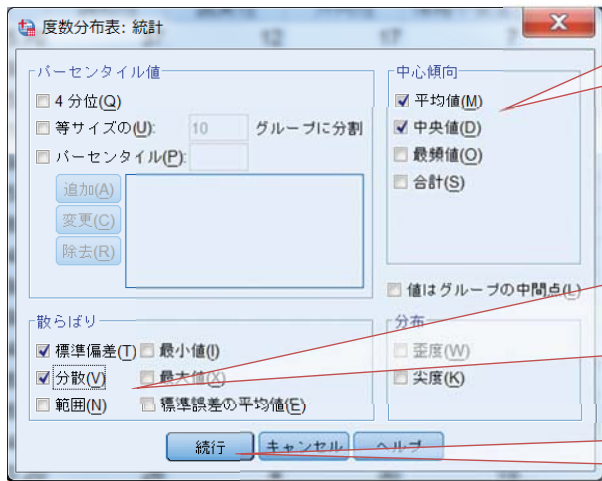 度数分布表: 統計
パーセンタイル値
4 分位(Q)
等サイズの(U): 10 グループに分割
パーセンタイル(P):
追加(A)
変更(C)
除去(R)
中心傾向
平均値(M)
中央値(D)
最頻値(O)
合計(S)
値はグループの中間点(L)
散らばり
標準偏差(T) 最小値(I)
分散(V) 最大値(X)
範囲(N) 標準誤差の平均値(E)
分布
歪度(W)
尖度(K)
続行 キャンセル ヘルプ